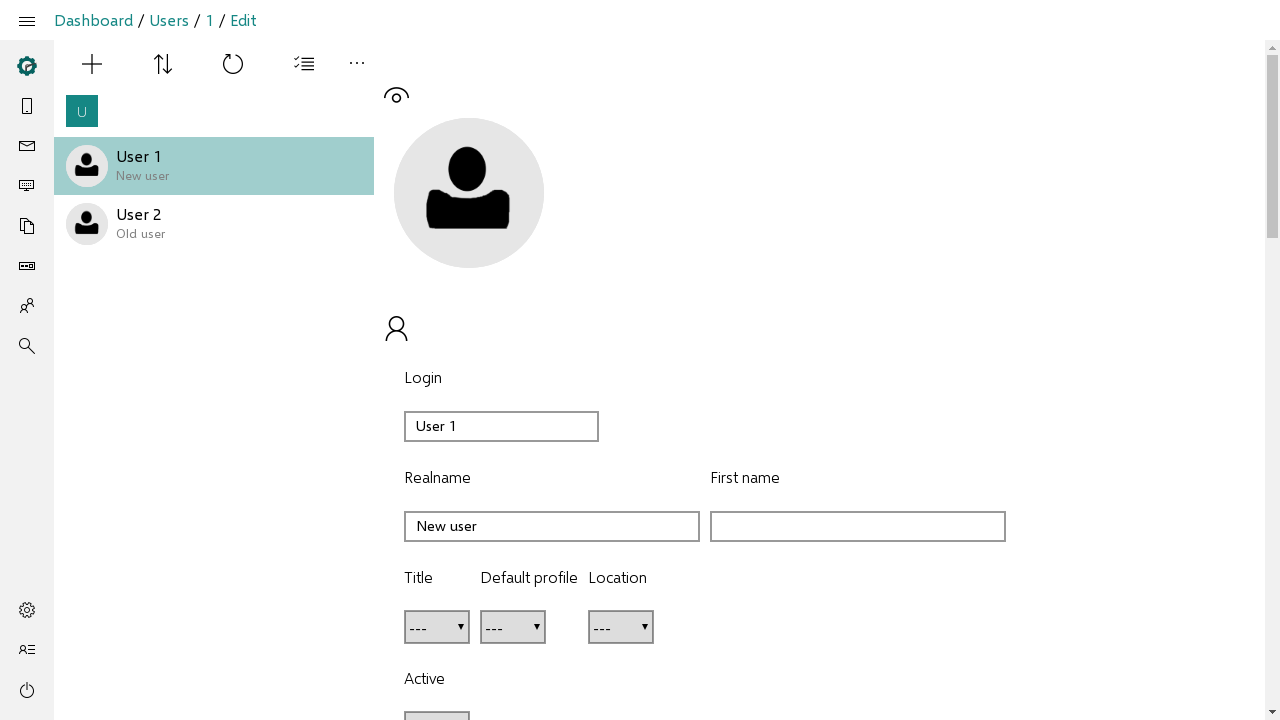 Dashboard / Users / 1 / Edit
U
User 1
New user
User 2
Old user
Login
User 1
Realname
First name
New user
Title
Default profile
Location
---
---
---
Active